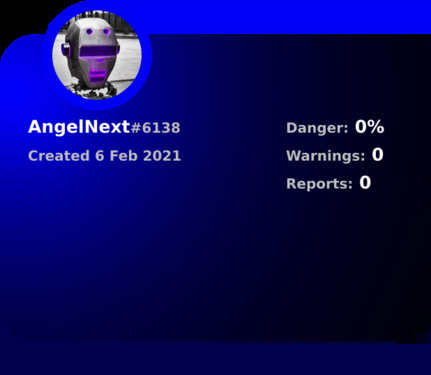 AngelNext#6138
Created 6 Feb 2021
Danger: 0%
Warnings: 0
Reports: 0